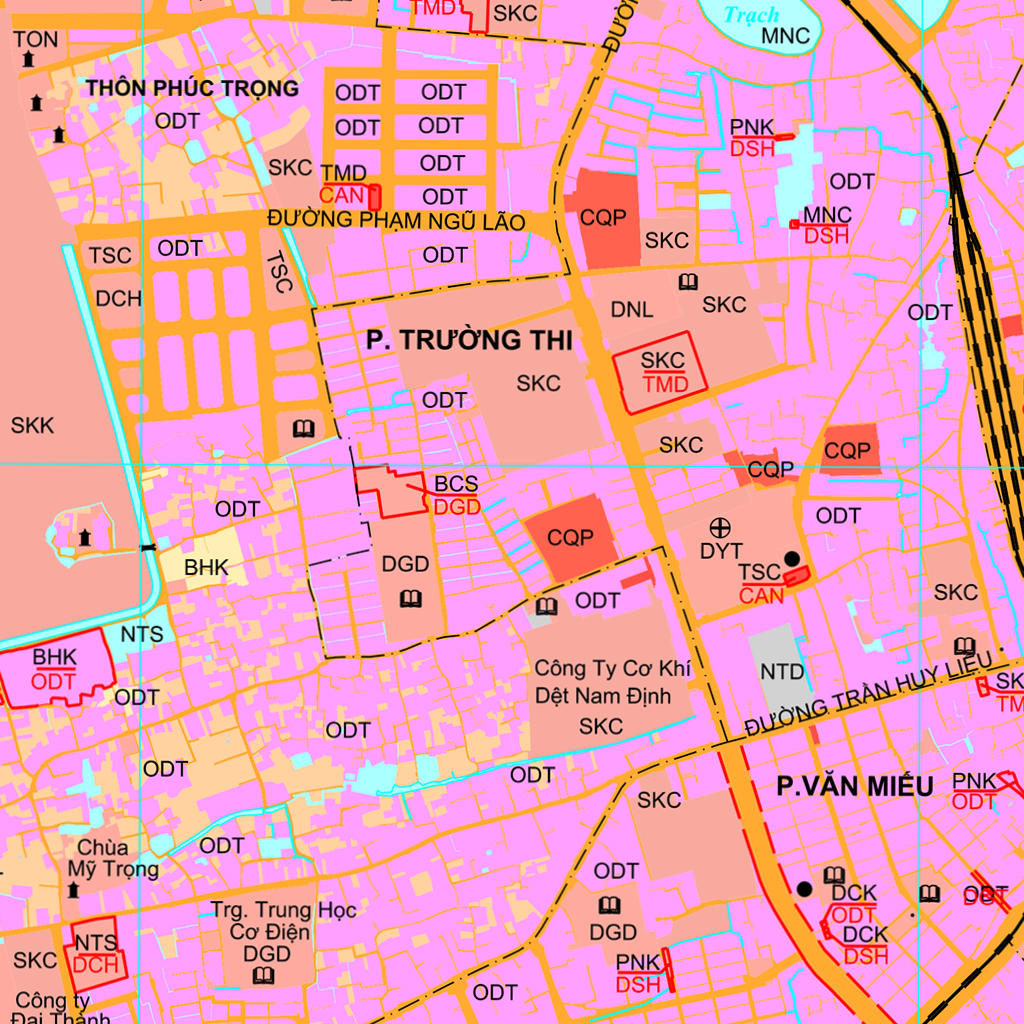 TMD
SKC
Trạch
MNC
TON
THÔN PHÚC TRỌNG
ODT
ODT
ODT
ODT
ODT
PNK
DSH
SKC
TMD
CAN
ODT
ODT
ODT
MNC
DSH
ĐƯỜNG PHẠM NGŨ LÃO
CQP
SKC
TSC
ODT
TSC
ODT
DCH
DNL
SKC
ODT
P. TRƯỜNG THI
SKC
TMD
SKC
ODT
SKK
SKC
CQP
CQP
BCS
DGD
ODT
ODT
CQP
DYT
BHK
DGD
TSC
CAN
SKC
ODT
NTS
BHK
ODT
ODT
Công Ty Cơ Khí
Dệt Nam Định
SKC
NTD
ĐƯỜNG TRẦN HUY LIỆU
ODT
ODT
ODT
P.VĂN MIẾU
PNK
ODT
SKC
Chùa
Mỹ Trọng
ODT
ODT
DCK
ODT
DCK
DSH
ODT
Trg. Trung Học
Cơ Điện
DGD
DGD
NTS
DCH
SKC
PNK
DSH
ODT
Công ty
Đại Thành